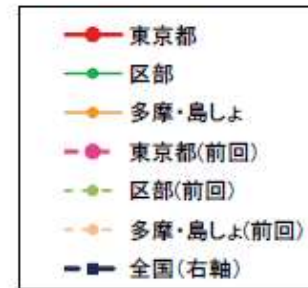 東京都
区部
多摩・島しょ
東京都(前回)
区部(前回)
多摩・島しょ(前回)
全国(右軸)